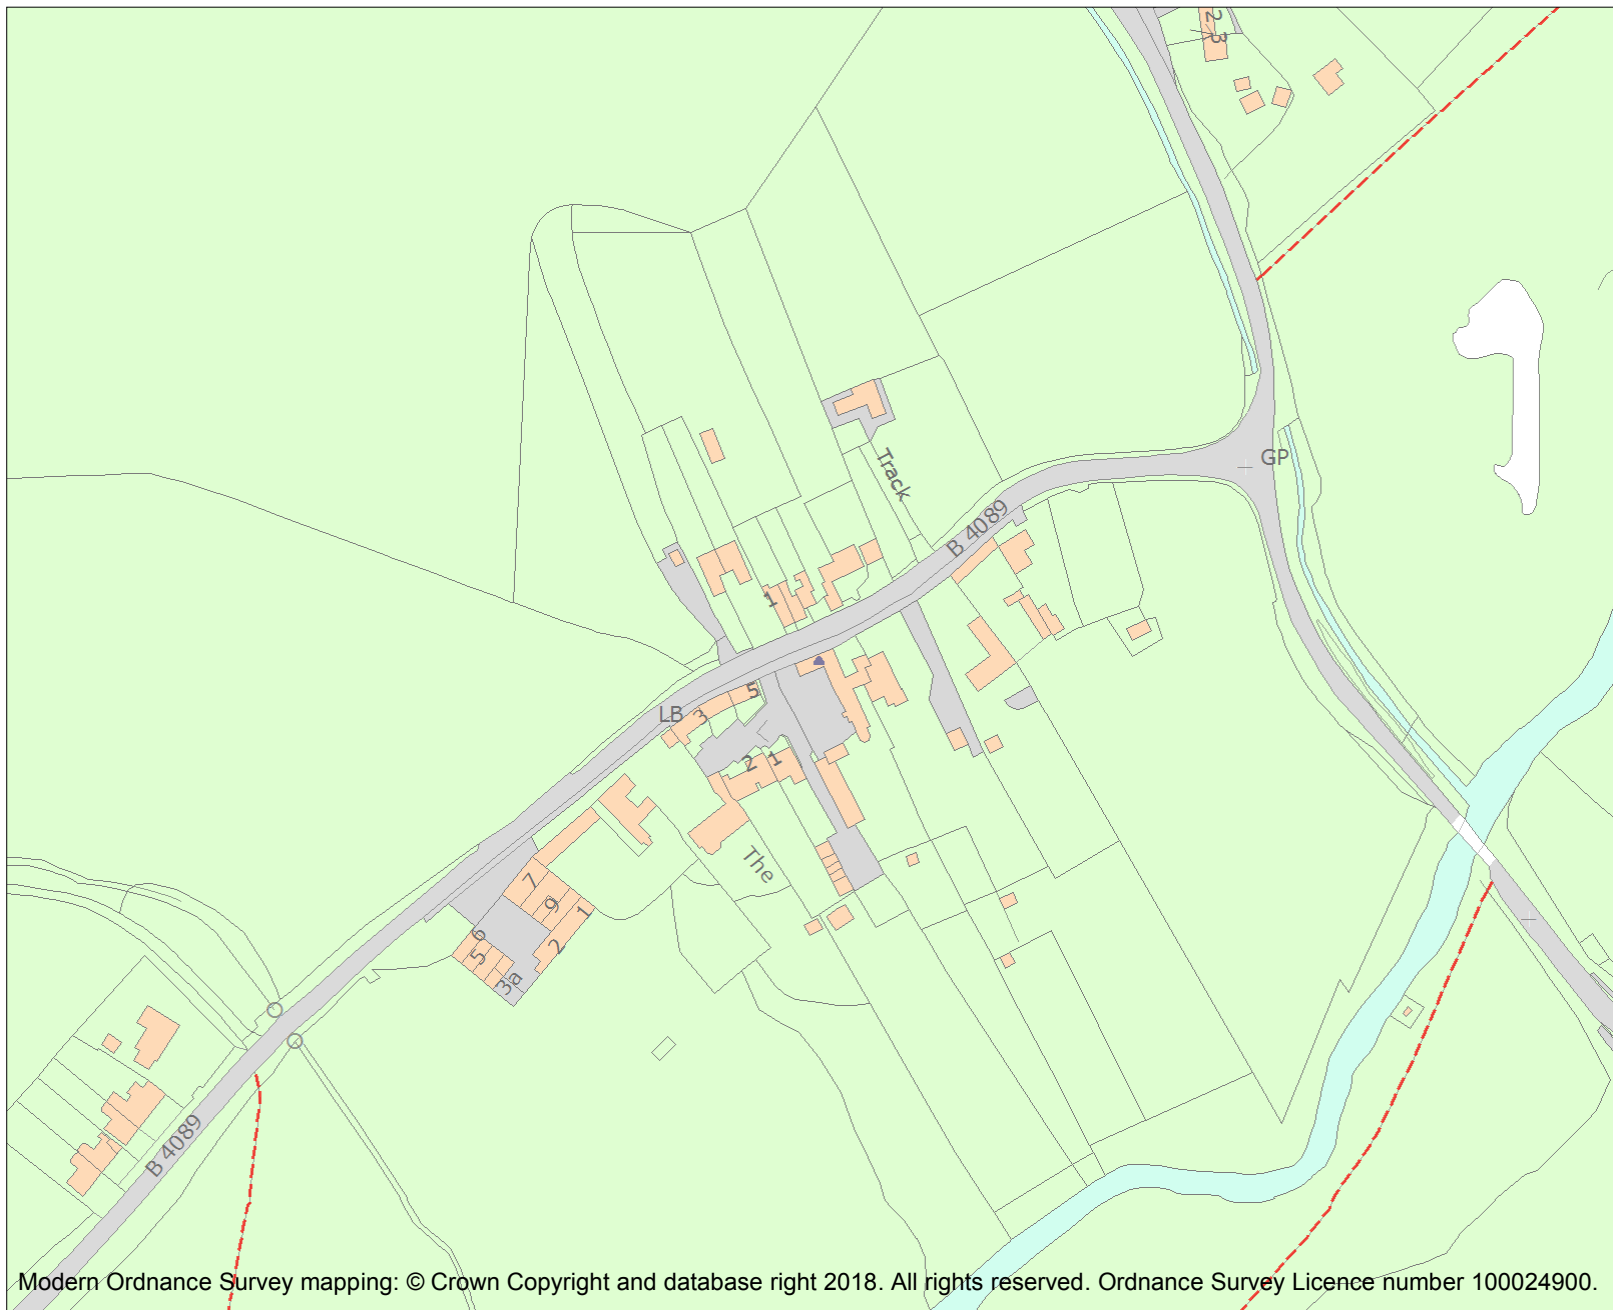 2 3
GP
Track
B 4089
1
5
LB
3
2 1
The
7
9
1
6
5
2
3a
B 4089
Modern Ordnance Survey mapping: © Crown Copyright and database right 2018. All rights reserved. Ordnance Survey Licence number 100024900.